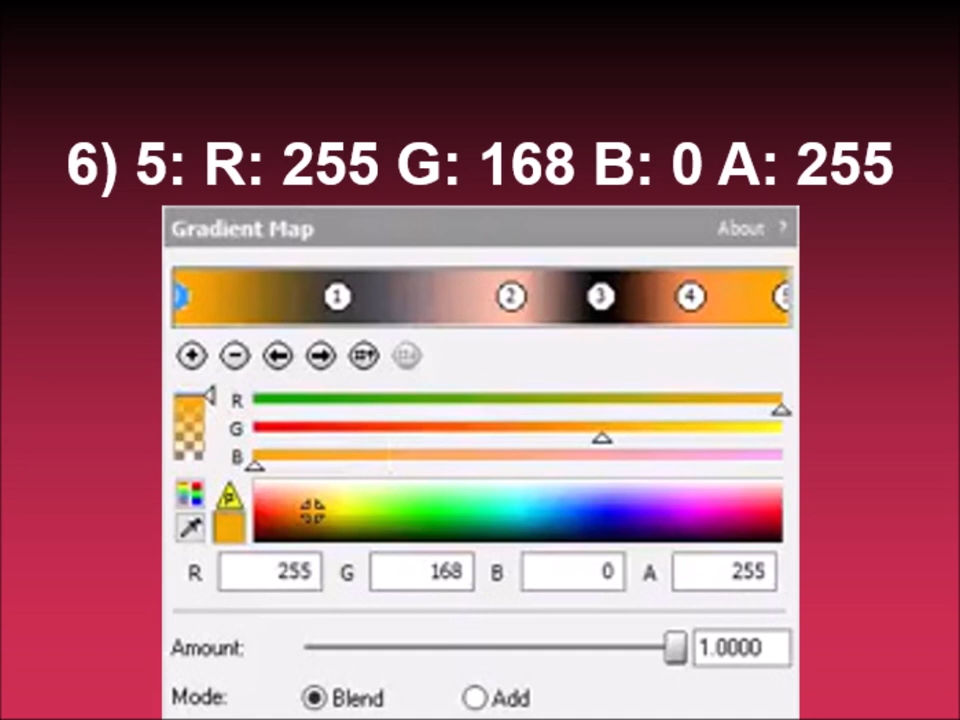 6) 5: R: 255 G: 168 B: 0 A: 255
Gradient Map About ?
1 2 3 4
R
G
B
P
R 255 G 168 B 0 A 255
Amount: 1.0000
Mode: Blend Add